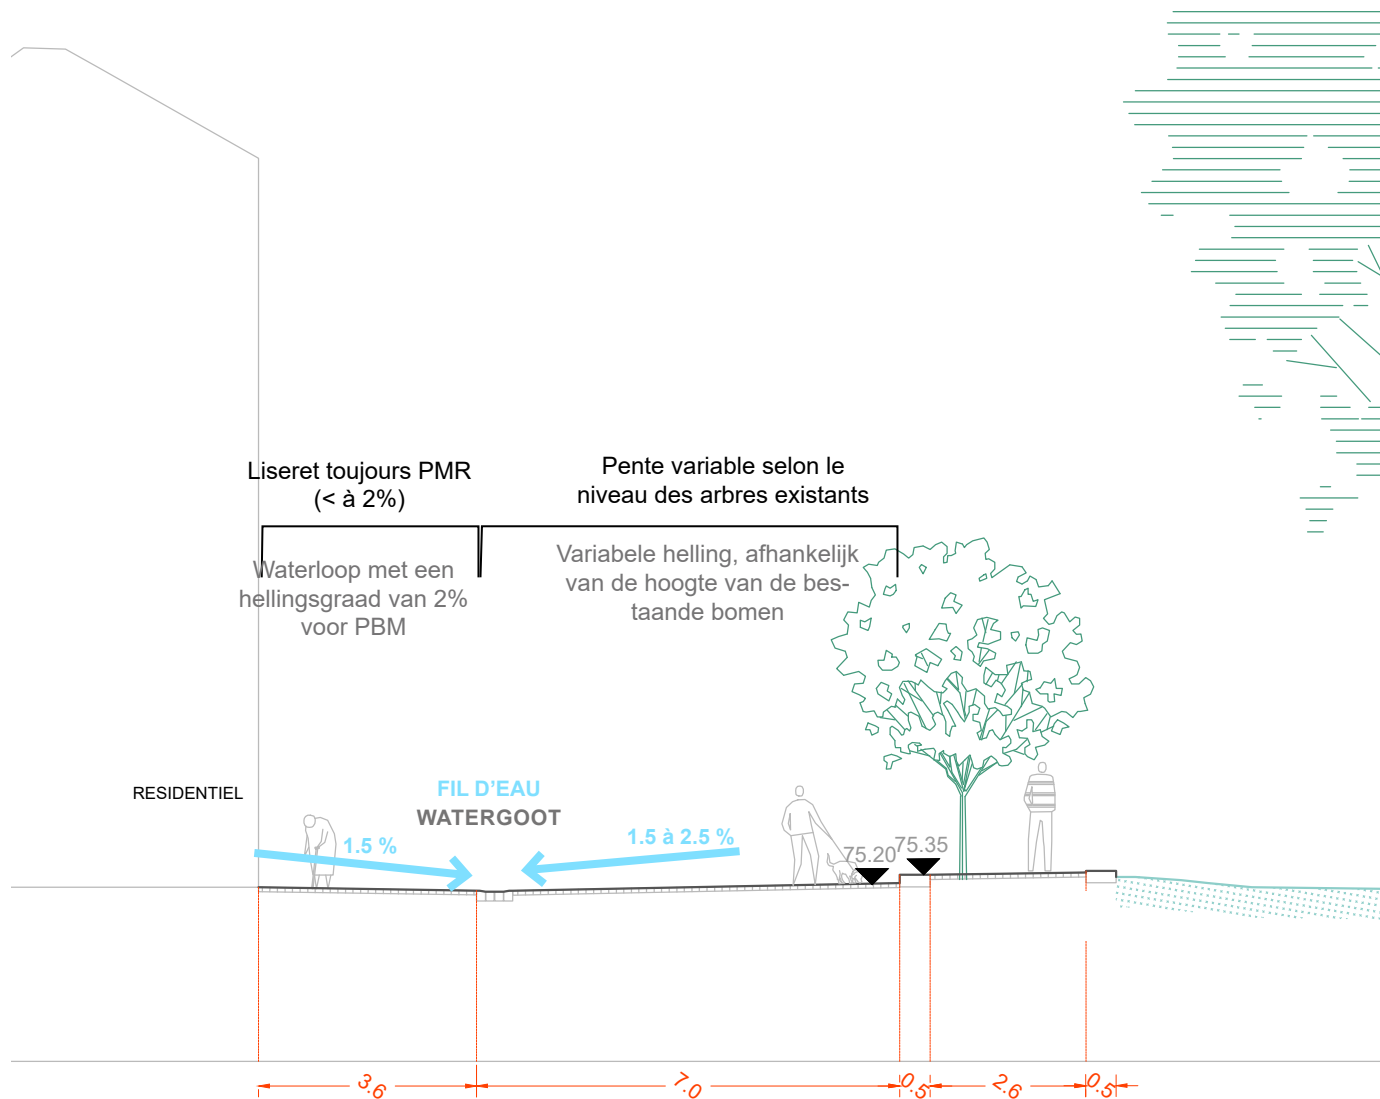 Liseret toujours PMR
(< à 2%)
Pente variable selon le
niveau des arbres existants
Waterloop met een
hellingsgraad van 2%
voor PBM
Variabele helling, afhankelijk
van de hoogte van de bes-
taande bomen
RESIDENTIEL
FIL D’EAU
WATERGOOT
1.5 %
1.5 à 2.5 %
75.20
75.35
3.6
7.0
0.5
2.6
0.5